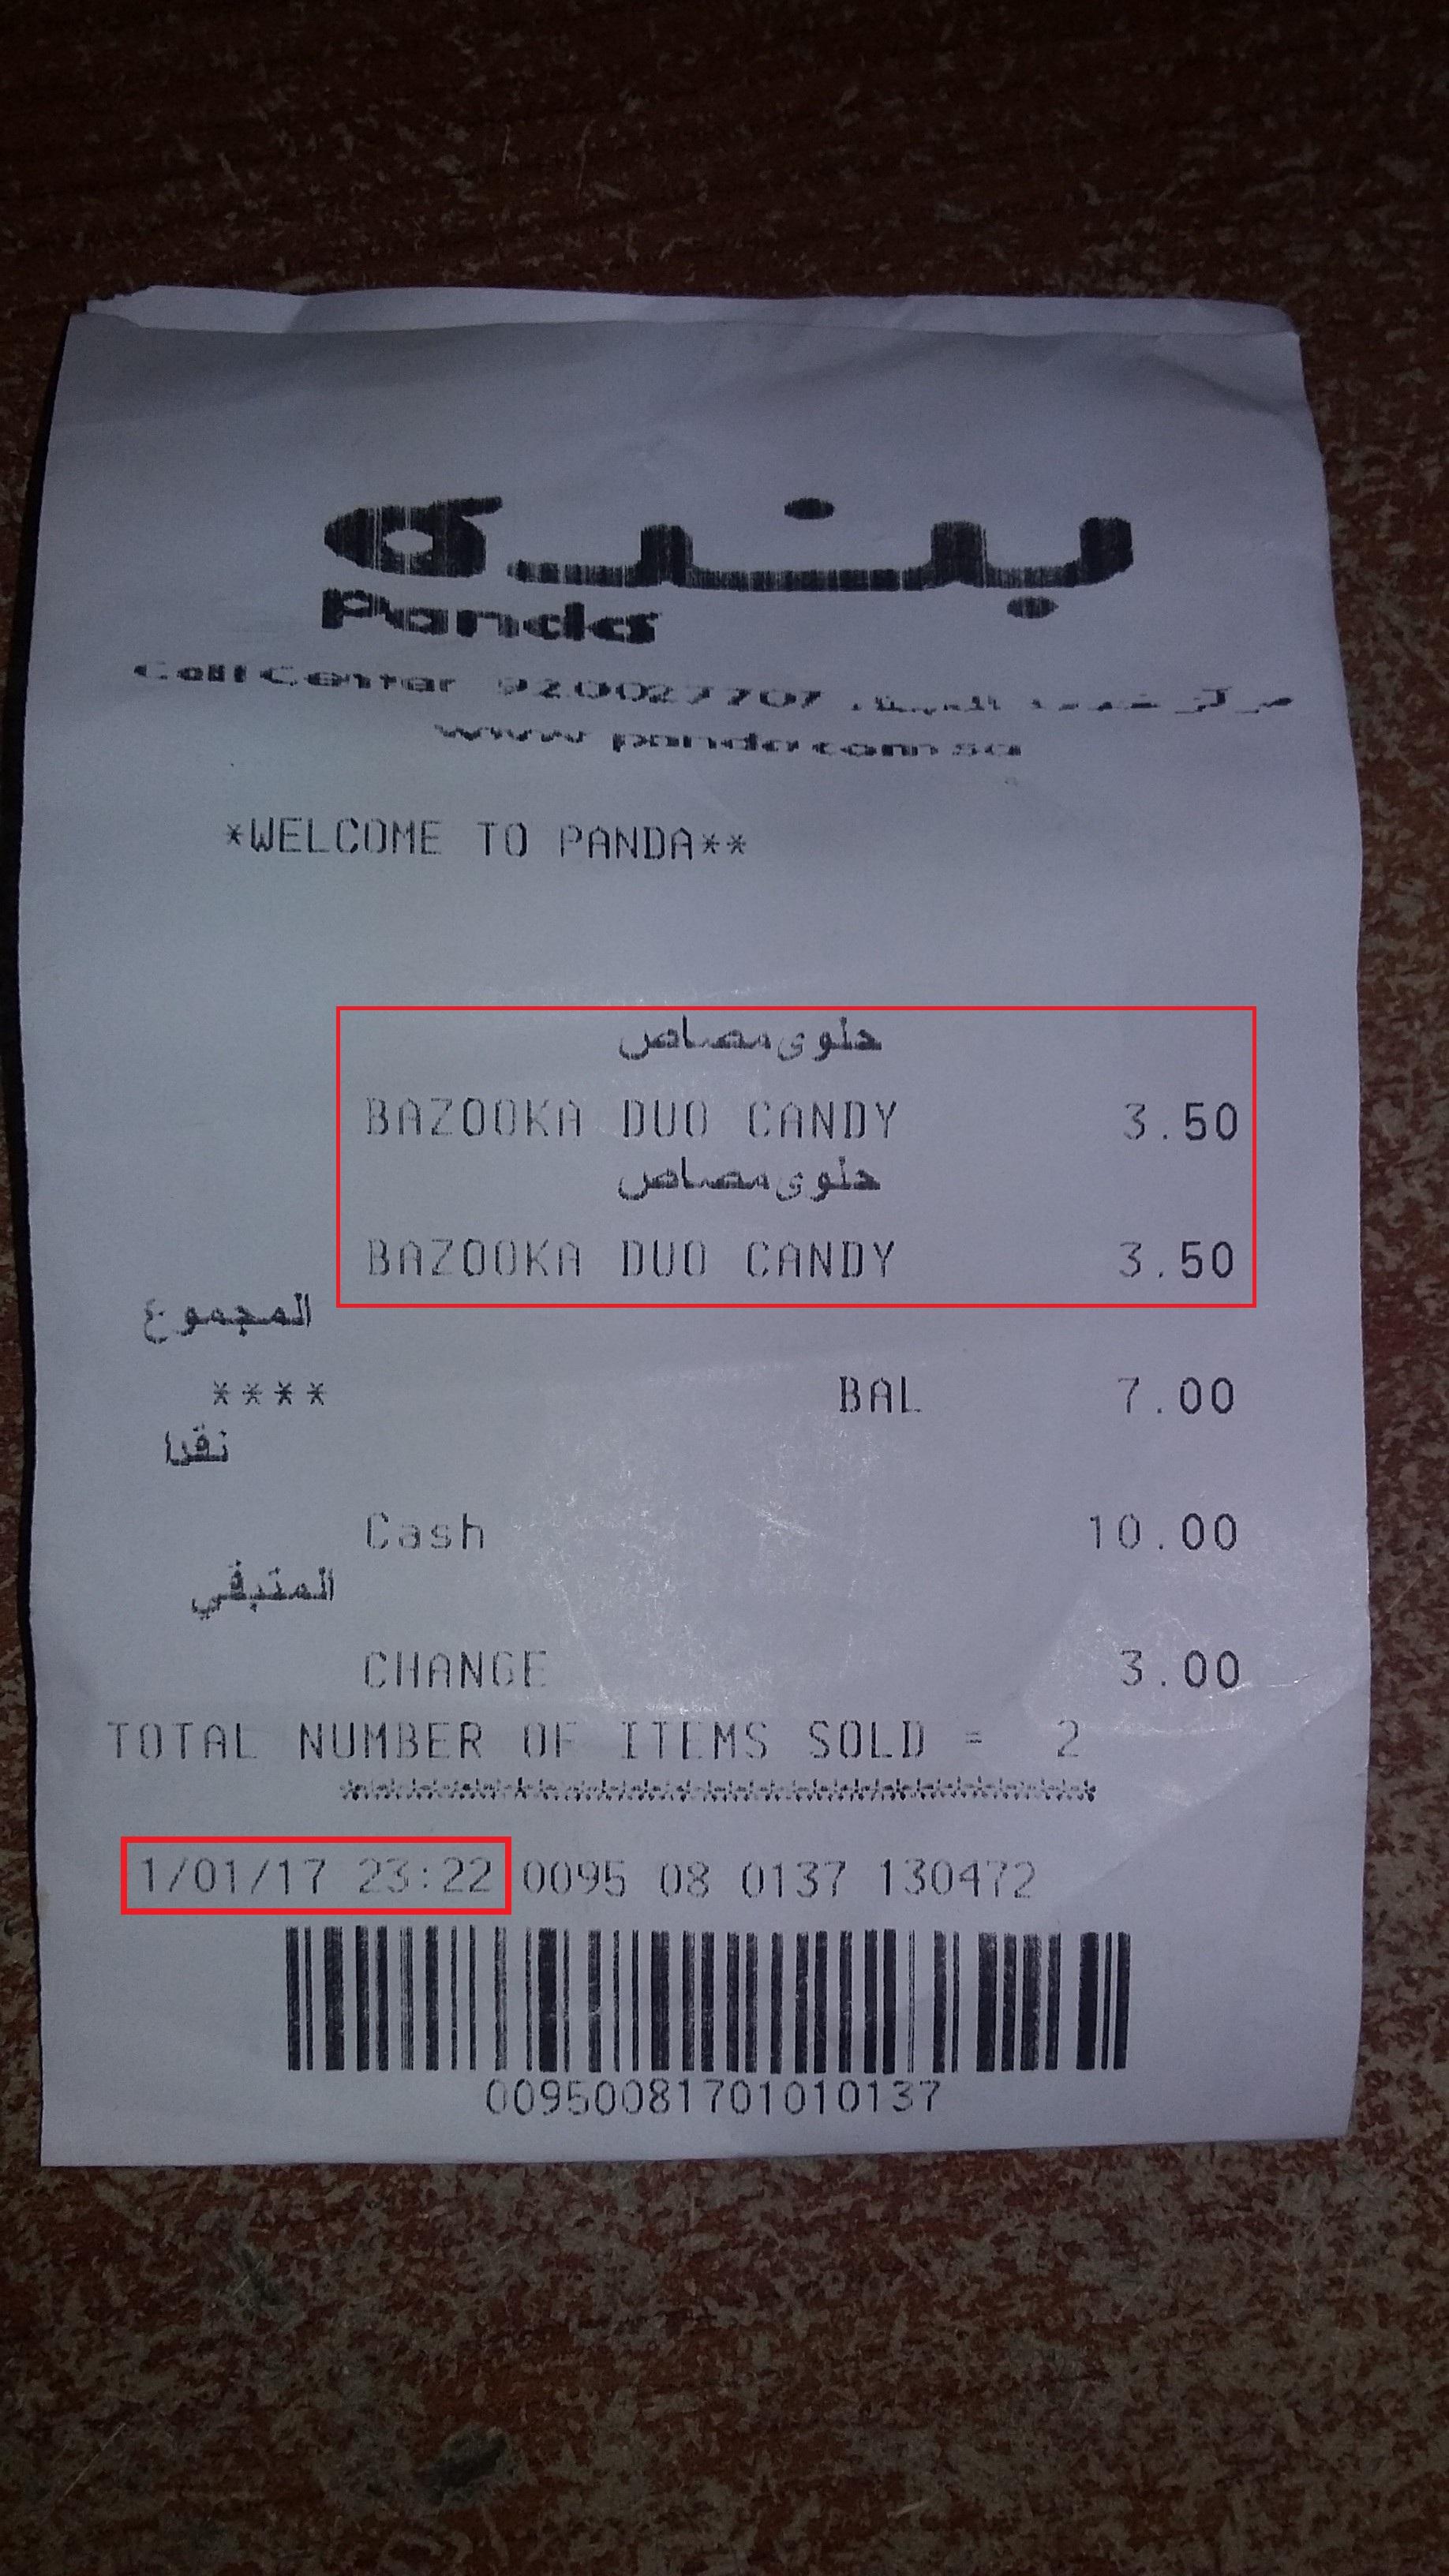 بنده
Panda
Call Center 920027707 مركز خدمة العملاء
www.panda.com.sa
*WELCOME TO PANDA**
حلوى مصاص
BAZOOKA DUO CANDY 3.50
حلوى مصاص
BAZOOKA DUO CANDY 3.50
المجموع
**** BAL 7.00
نقدا
Cash 10.00
المتبقي
CHANGE 3.00
TOTAL NUMBER OF ITEMS SOLD = 2
1/01/17 23:22 0095 08 0137 130472
00950081701010137